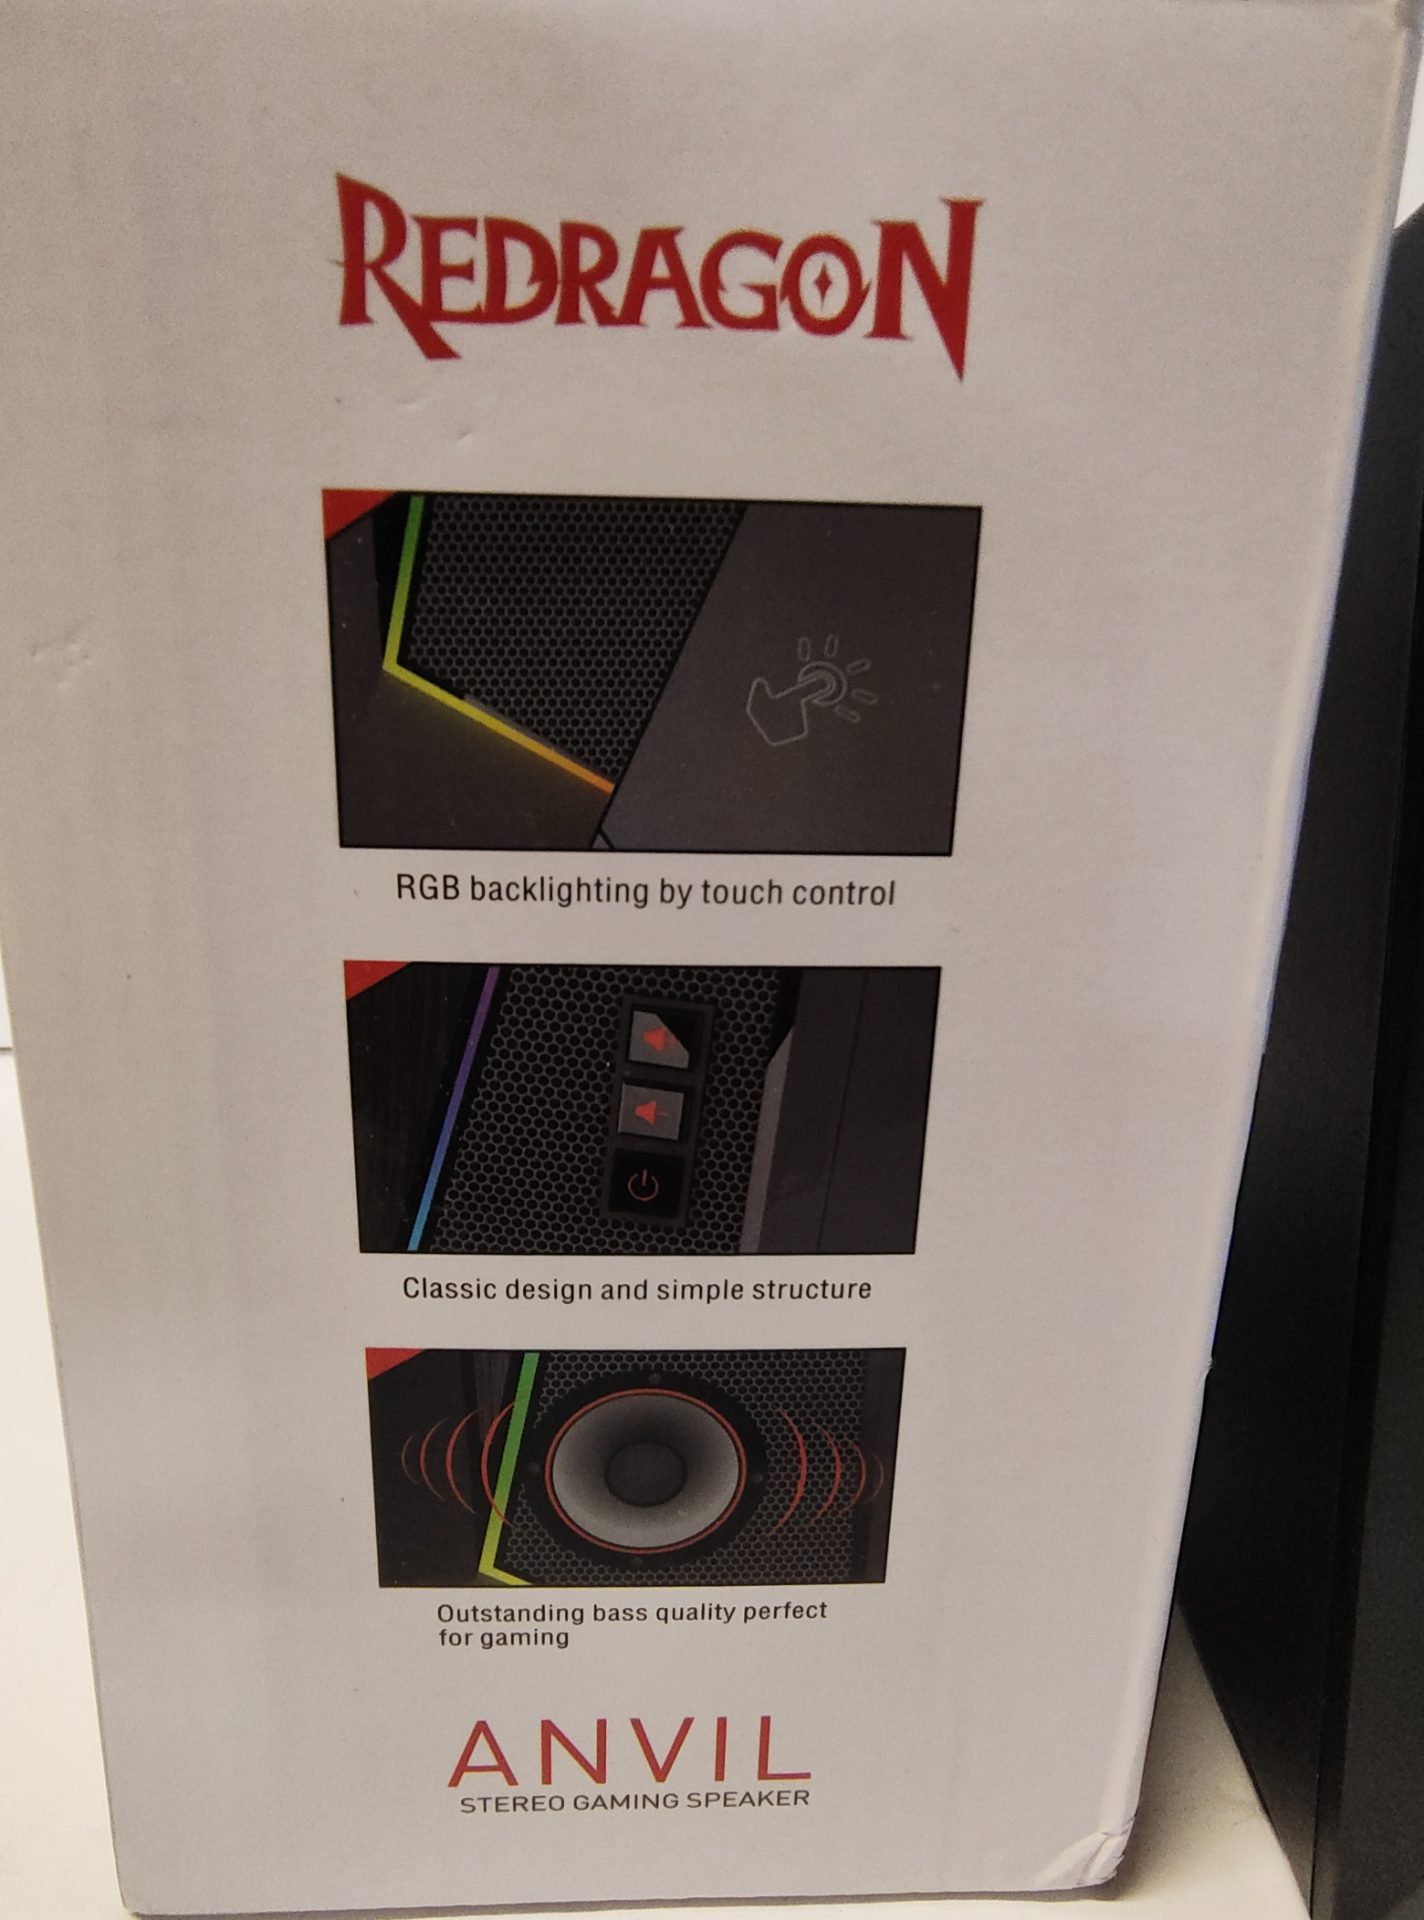 REDRAGON
RGB backlighting by touch control
Classic design and simple structure
Outstanding bass quality perfect
for gaming
ANVIL
STEREO GAMING SPEAKER